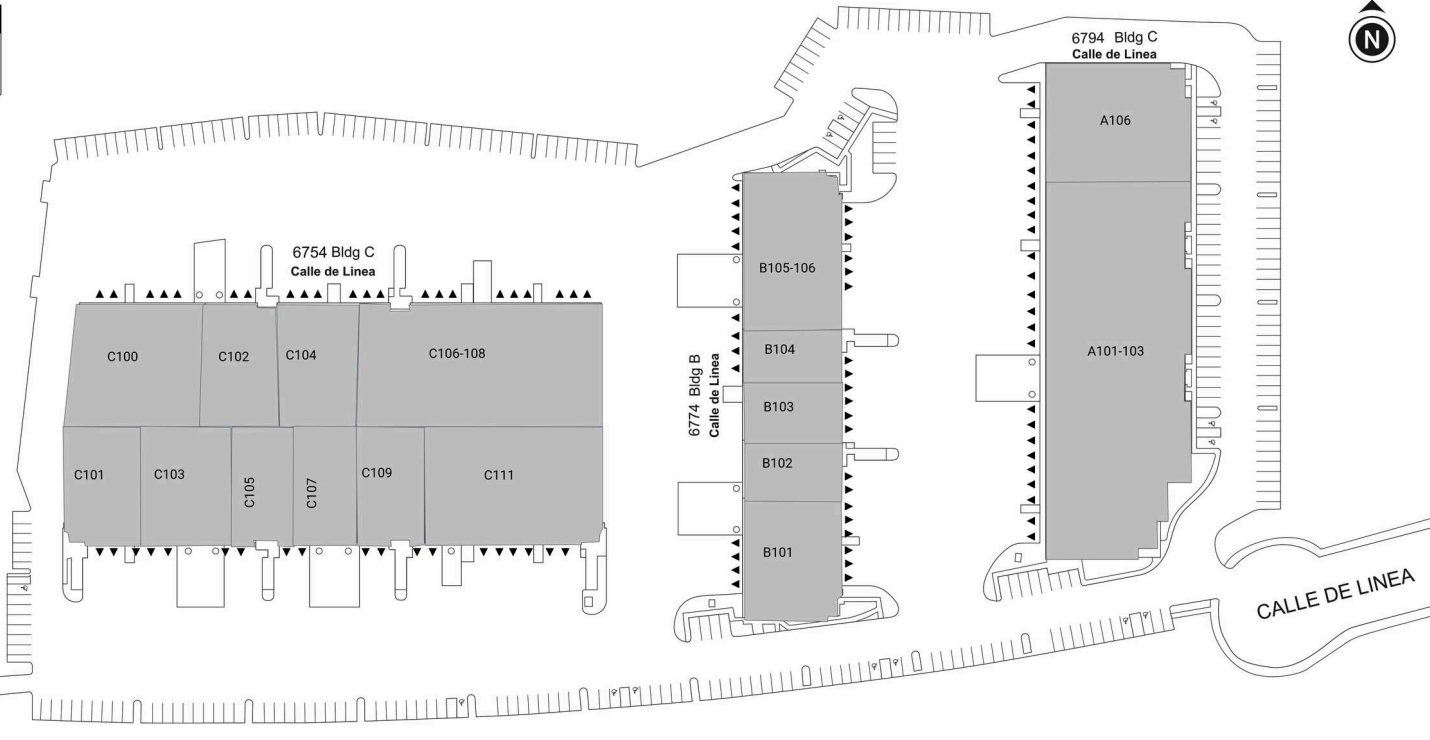 N
6794 Bldg C
Calle de Linea
A106
A101-103
6754 Bldg C
Calle de Linea
C100
C102
C104
C106-108
C101
C103
C105
C107
C109
C111
6774 Bldg B
Calle de Linea
B105-106
B104
B103
B102
B101
CALLE DE LINEA